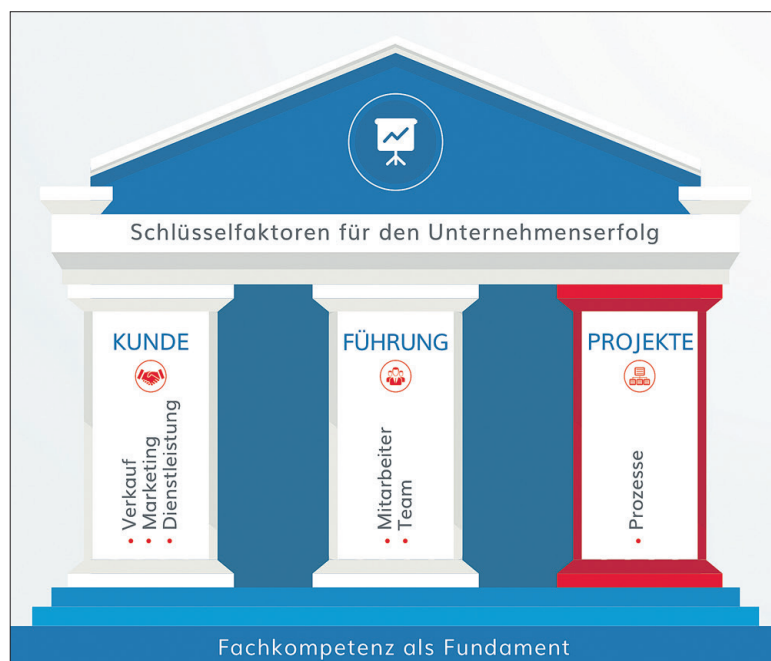 Schlüsselfaktoren für den Unternehmenserfolg
KUNDE
• Verkauf
• Marketing
• Dienstleistung
FÜHRUNG
• Mitarbeiter
• Team
PROJEKTE
• Prozesse
Fachkompetenz als Fundament